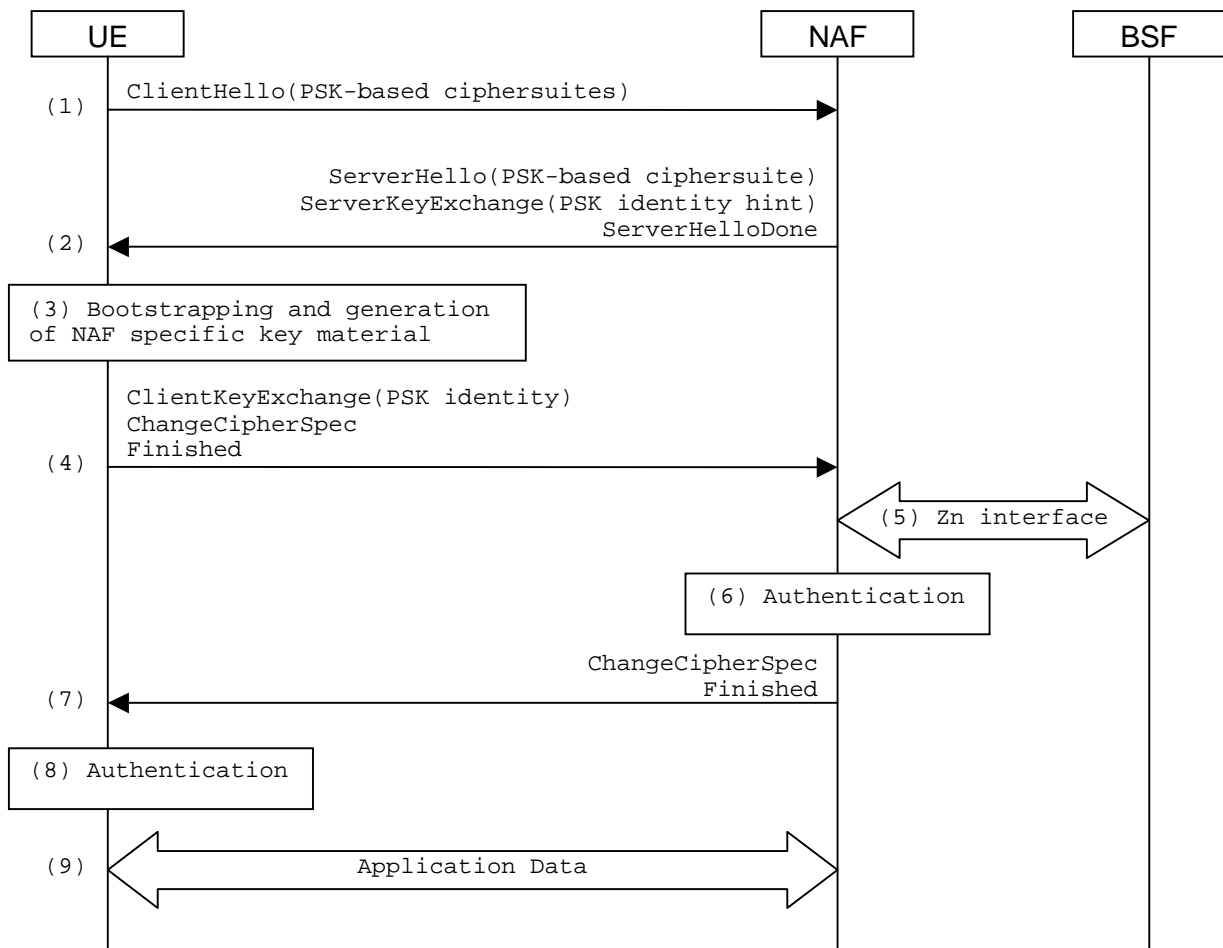 UE
NAF
BSF
(1)
ClientHello(PSK-based ciphersuites)
ServerHello(PSK-based ciphersuite)
ServerKeyExchange(PSK identity hint)
ServerHelloDone
(2)
(3) Bootstrapping and generation
of NAF specific key material
ClientKeyExchange(PSK identity)
ChangeCipherSpec
Finished
(4)
(5) Zn interface
(6) Authentication
ChangeCipherSpec
Finished
(7)
(8) Authentication
(9)
Application Data